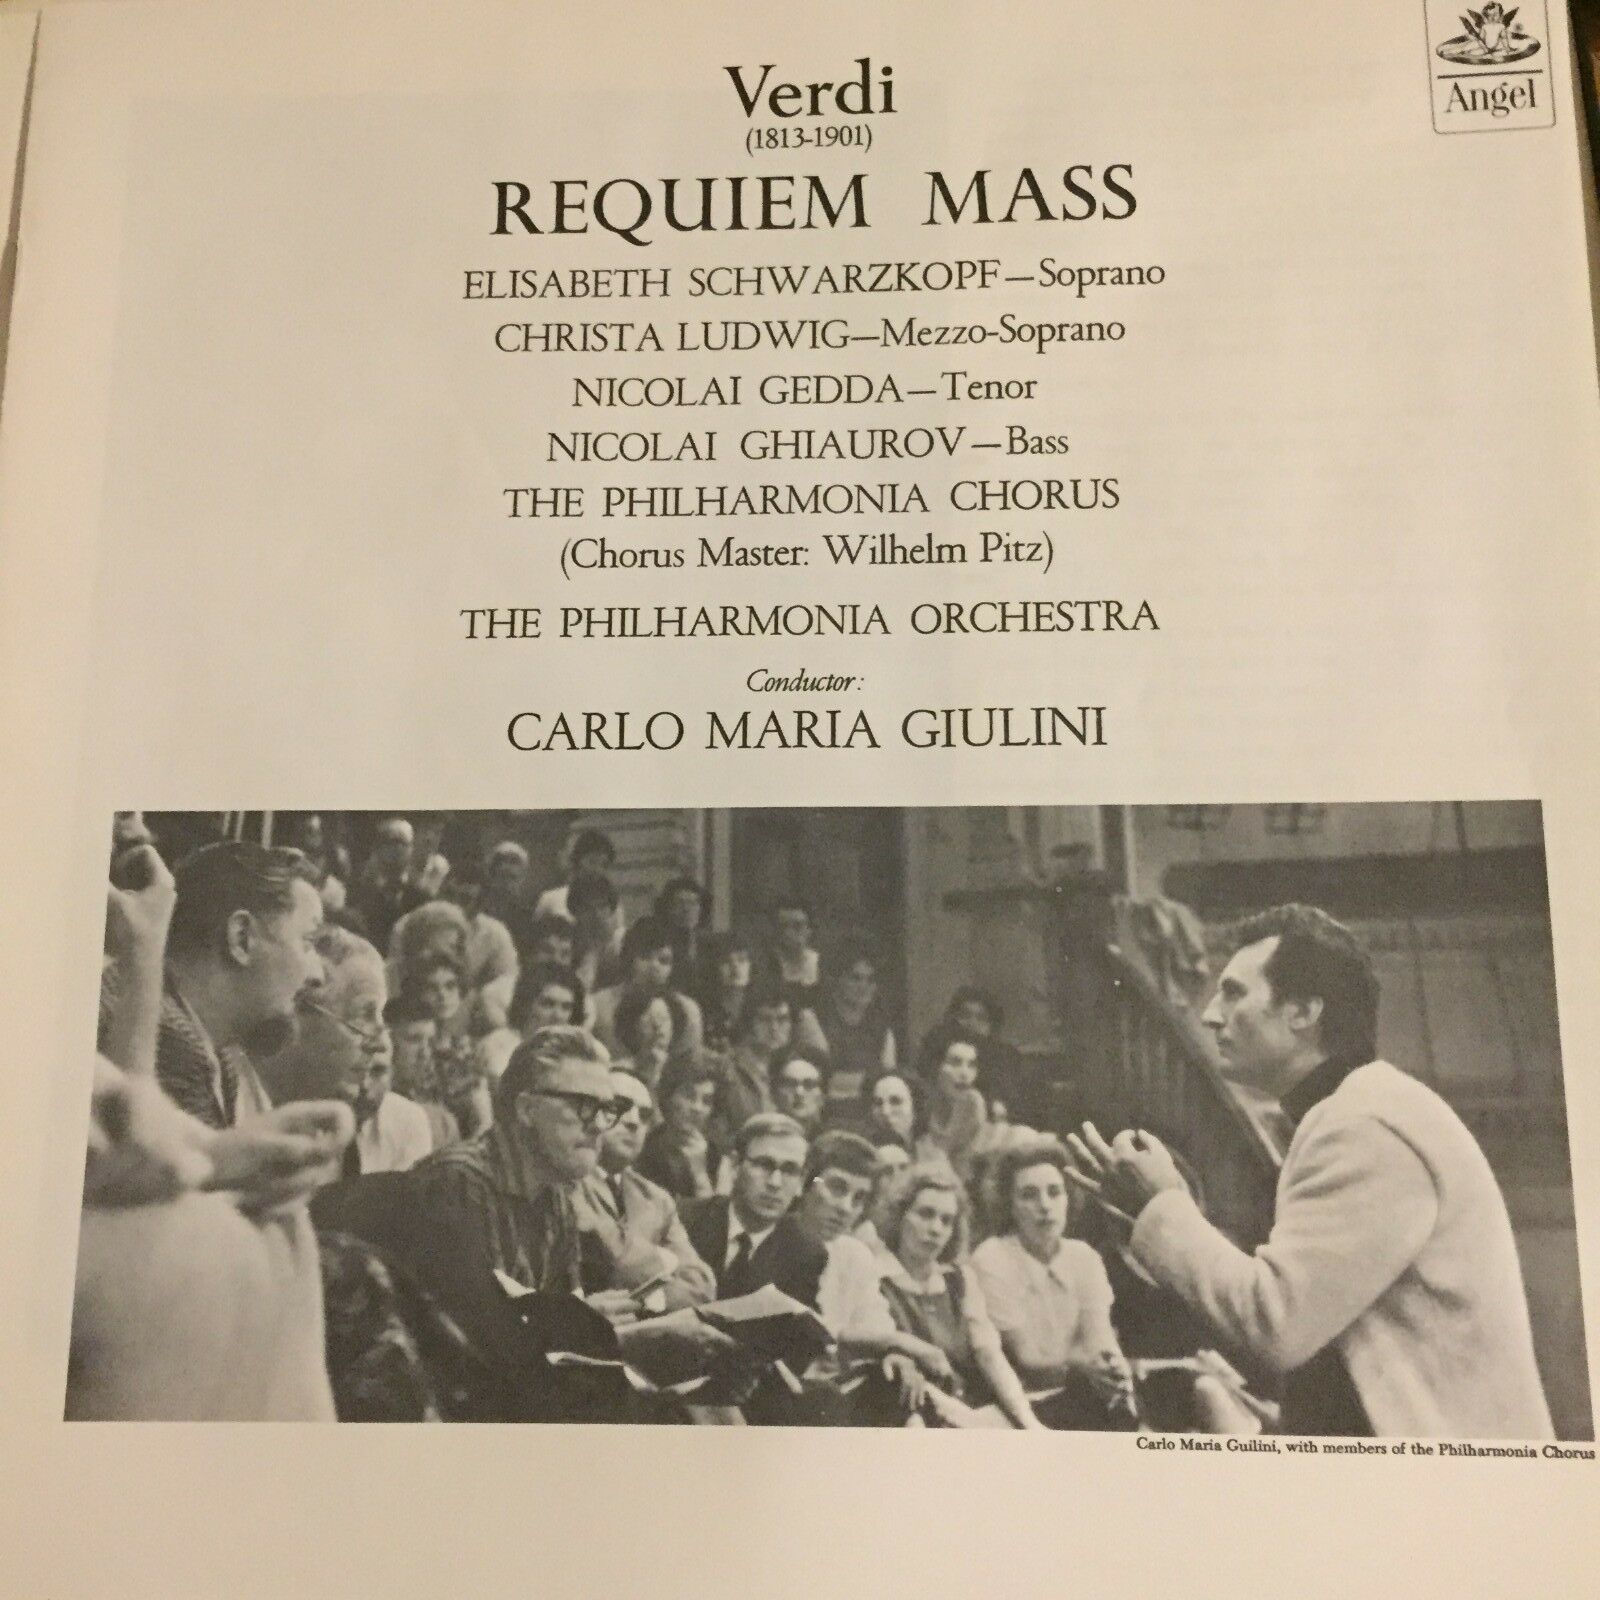 Angel
Verdi
(1813-1901)
REQUIEM MASS
ELISABETH SCHWARZKOPF—Soprano
CHRISTA LUDWIG—Mezzo-Soprano
NICOLAI GEDDA—Tenor
NICOLAI GHIAUROV—Bass
THE PHILHARMONIA CHORUS
(Chorus Master: Wilhelm Pitz)
THE PHILHARMONIA ORCHESTRA
Conductor:
CARLO MARIA GIULINI
Carlo Maria Guilini, with members of the Philharmonia Chorus